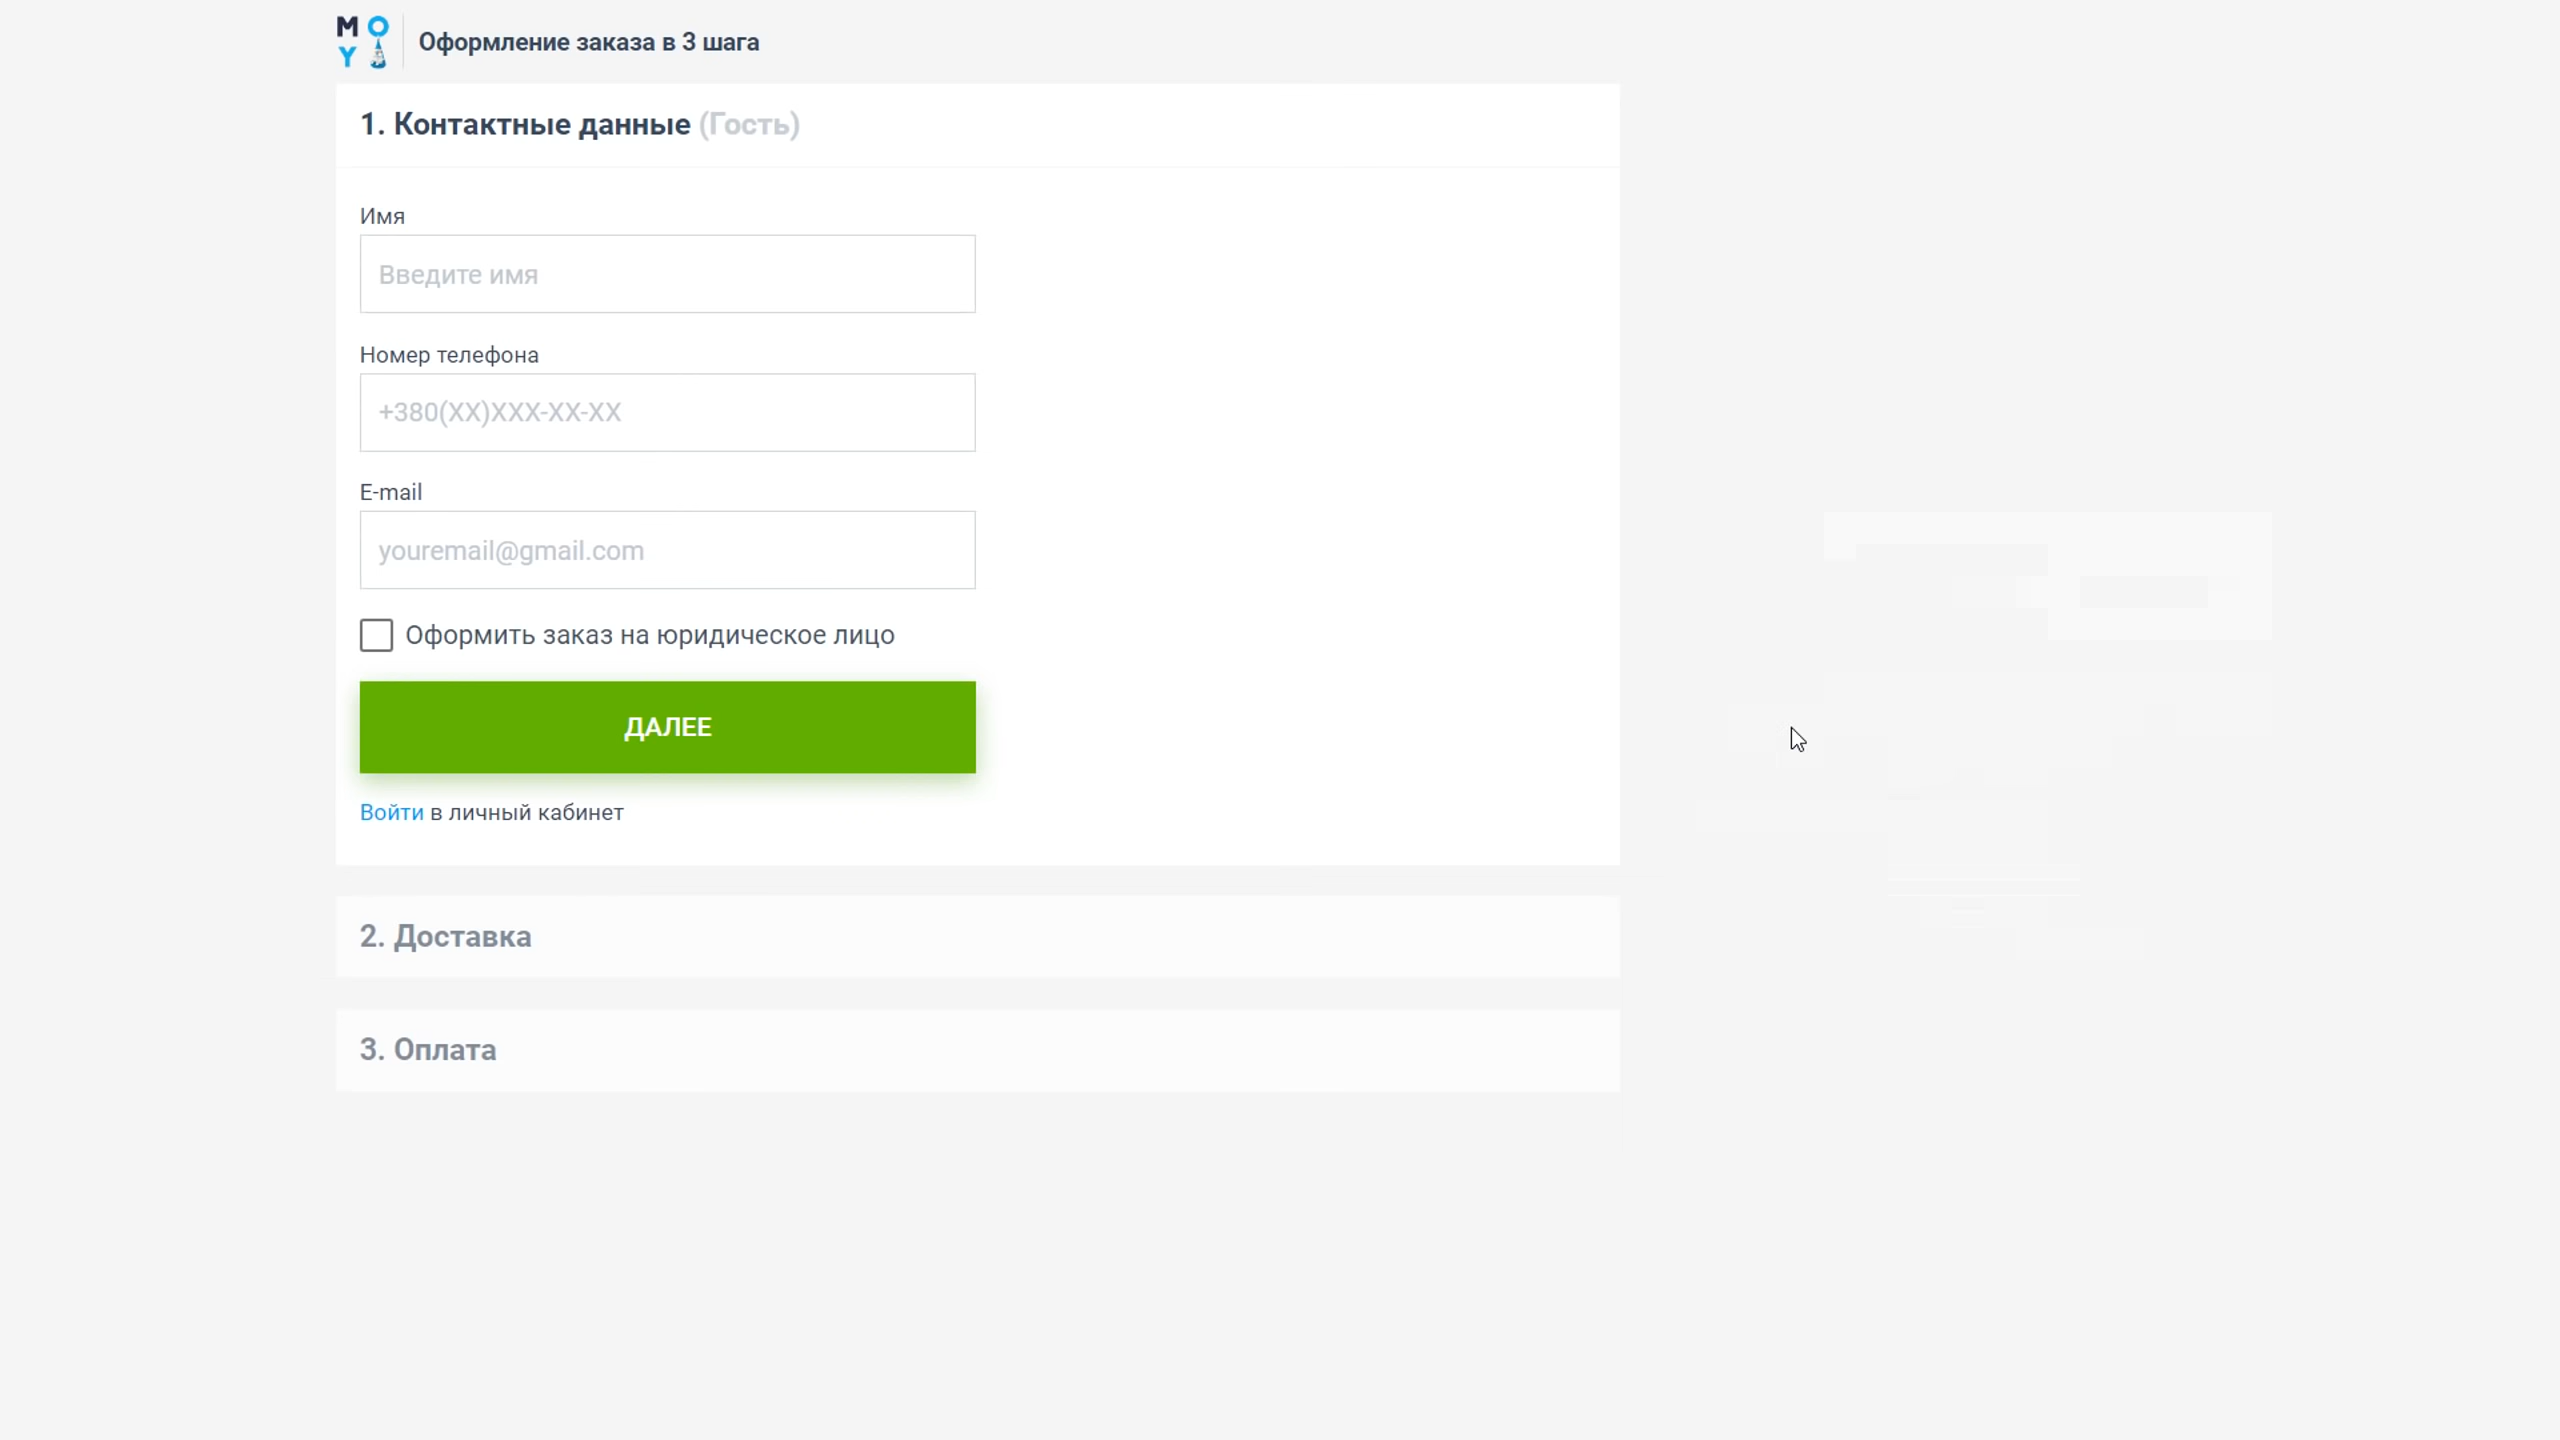 MO
Y
Оформление заказа в 3 шага
1. Контактные данные (Гость)
Имя
Введите имя
Номер телефона
+380(XX)XXX-XX-XX
E-mail
youremail@gmail.com
Оформить заказ на юридическое лицо
ДАЛЕЕ
Войти в личный кабинет
2. Доставка
3. Оплата